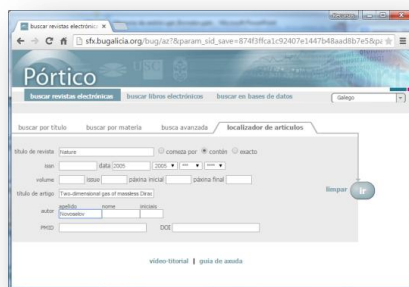 buscar revistas electrónic ×
sfx.bugalicia.org/bug/az?&param_sid_save=874f3ffca1c92407e1447b48aad8b7e5&pa
Pórtico
buscar revistas electrónicas buscar libros electrónicos buscar en bases de datos Galego
buscar por título buscar por materia busca avanzada localizador de artículos
título de revista Nature comeza por contén exacto
issn data 2005 2005
volume issue páxina inicial páxina final
título de artigo Two-dimensional gas of massless Dirac
limpar ir
apelido nome iniciais
autor Novoselov
PMID DOI
vídeo-titorial | guía de axuda